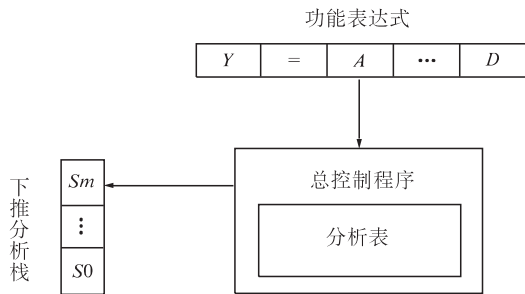 功能表达式
Y = A … D
总控制程序
分析表
下推分析栈
Sm
⋮
S0